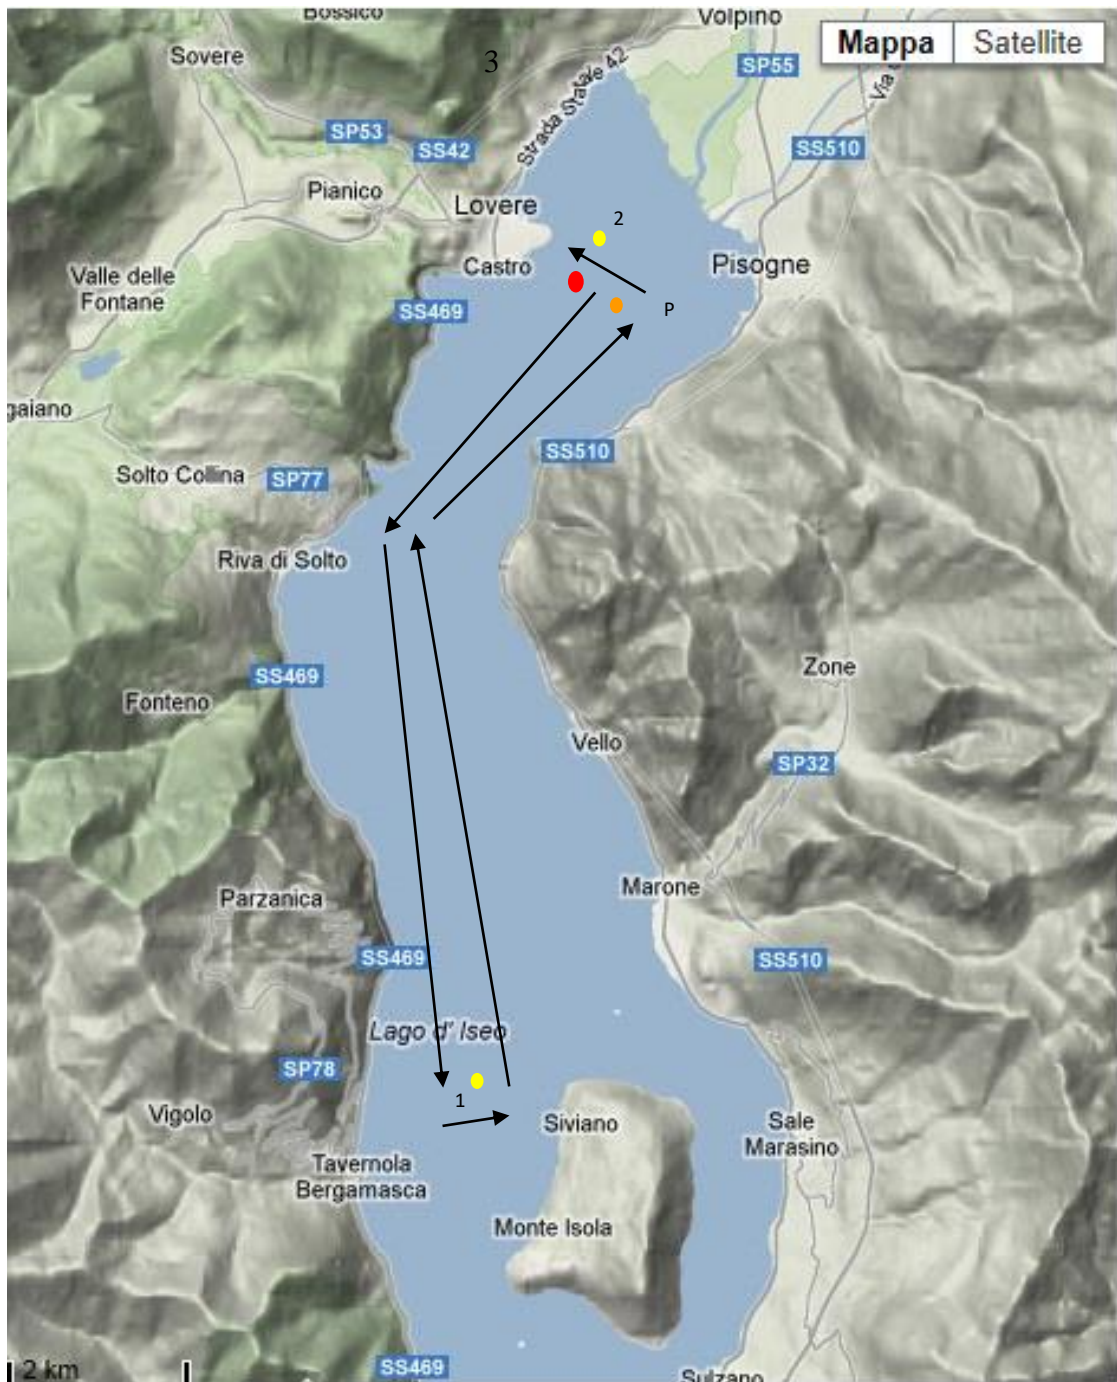 Bossico
Volpino
Mappa
Satellite
Sovere
3
Strada Statale 42
SP55
Via
SP53
SS42
SS510
Pianico
Lovere
2
Castro
Pisogne
Valle delle
Fontane
SS469
P
gaiano
Solto Collina
SP77
SS510
Riva di Solto
SS469
Zone
Fonteno
Vello
SP32
Marone
Parzanica
SS469
SS510
Lago d' Iseo
SP78
1
Vigolo
Siviano
Sale
Marasino
Tavernola
Bergamasca
Monte Isola
2 km
SS469
Sulzano